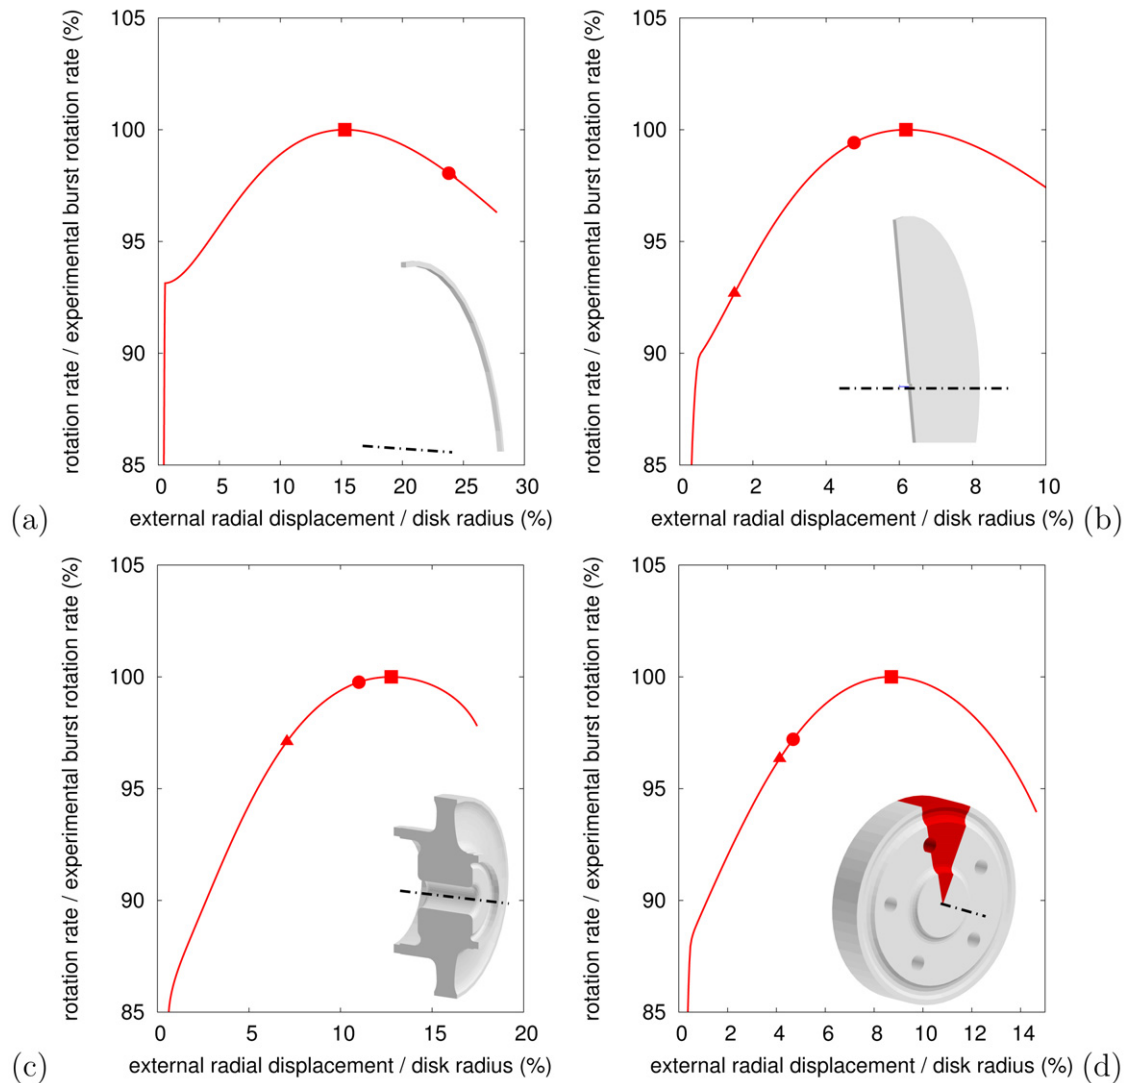 rotation rate / experimental burst rotation rate (%)
105
100
95
90
85
0 5 10 15 20 25 30
external radial displacement / disk radius (%)
(a)
rotation rate / experimental burst rotation rate (%)
105
100
95
90
85
0 2 4 6 8 10
external radial displacement / disk radius (%)
(b)
rotation rate / experimental burst rotation rate (%)
105
100
95
90
85
0 5 10 15 20
external radial displacement / disk radius (%)
(c)
rotation rate / experimental burst rotation rate (%)
105
100
95
90
85
0 2 4 6 8 10 12 14
external radial displacement / disk radius (%)
(d)